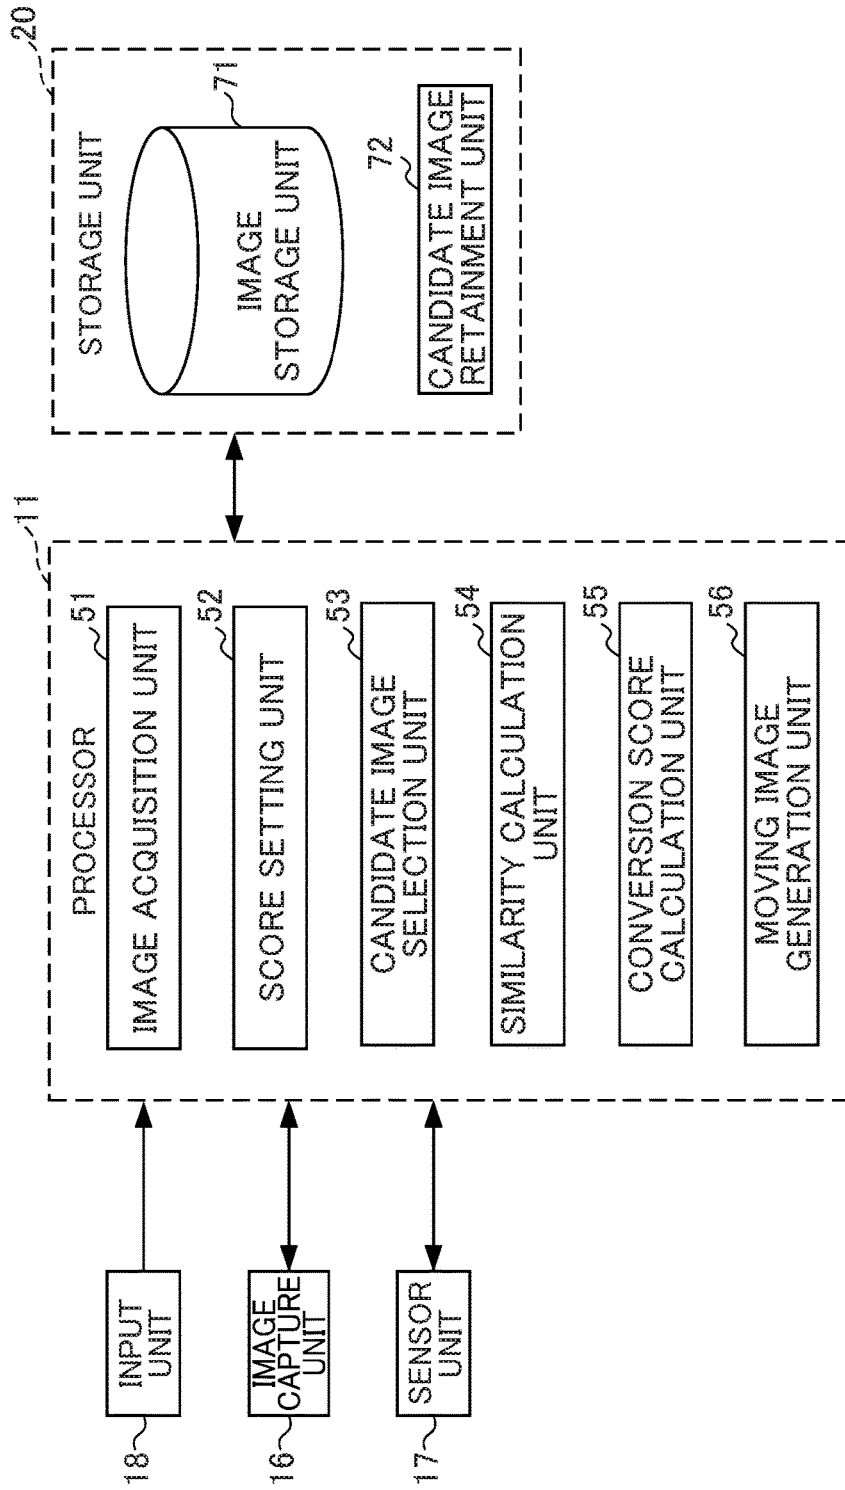 18
INPUT
UNIT
16
IMAGE
CAPTURE
UNIT
17
SENSOR
UNIT
11
PROCESSOR
51
IMAGE ACQUISITION UNIT
52
SCORE SETTING UNIT
53
CANDIDATE IMAGE
SELECTION UNIT
54
SIMILARITY CALCULATION
UNIT
55
CONVERSION SCORE
CALCULATION UNIT
56
MOVING IMAGE
GENERATION UNIT
20
STORAGE UNIT
71
IMAGE
STORAGE UNIT
72
CANDIDATE IMAGE
RETAINMENT UNIT